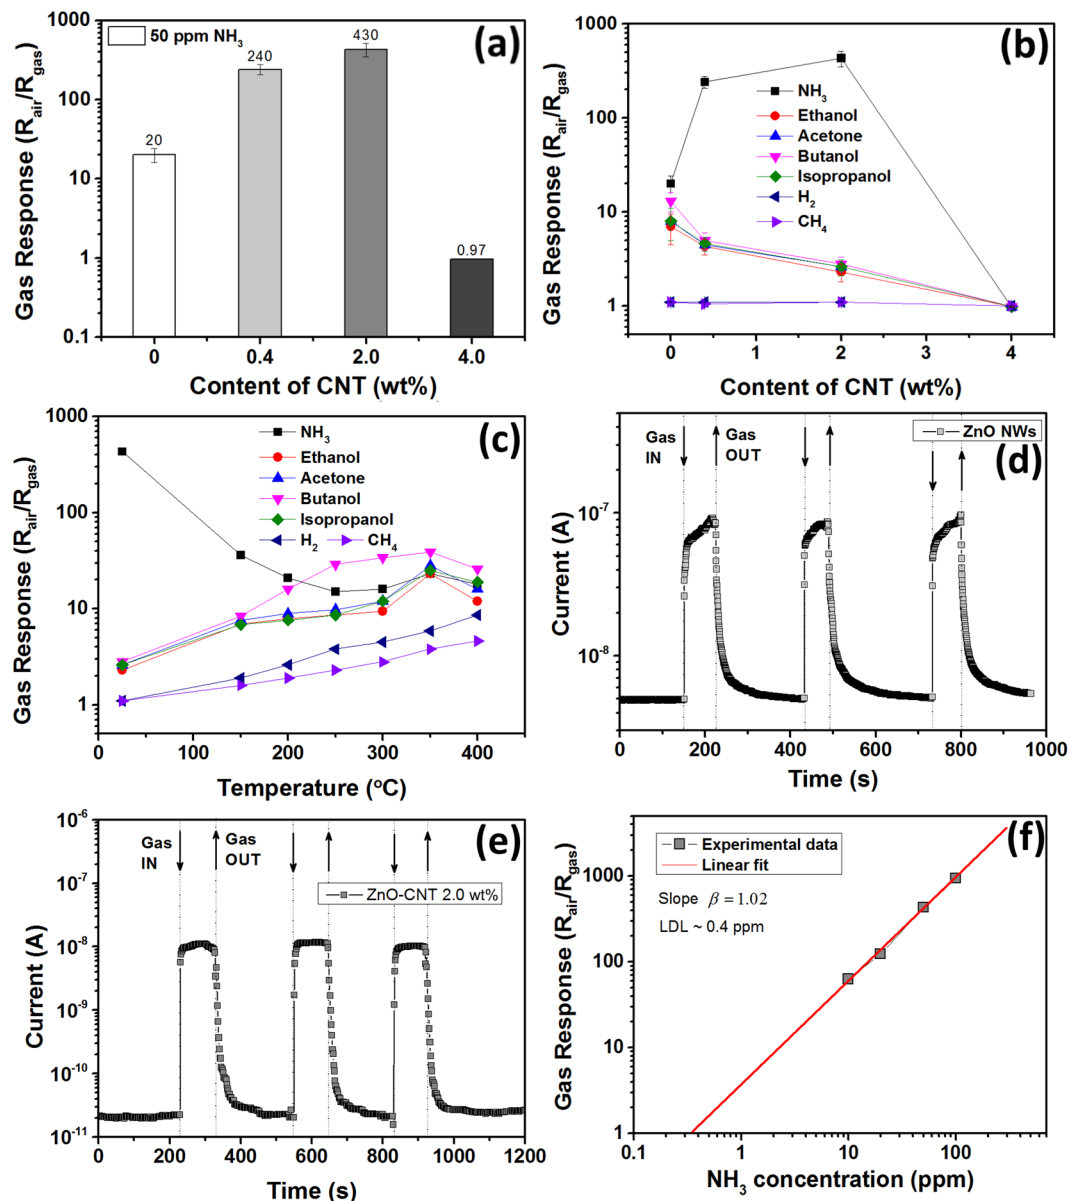 (a)
50 ppm NH3
20
240
430
0.97
1000
100
10
1
0.1
0
0.4
2.0
4.0
Gas Response (Rair/Rgas)
Content of CNT (wt%)
(b)
NH3
Ethanol
Acetone
Butanol
Isopropanol
H2
CH4
1000
100
10
1
0
1
2
3
4
Gas Response (Rair/Rgas)
Content of CNT (wt%)
(c)
NH3
Ethanol
Acetone
Butanol
Isopropanol
H2 CH4
1000
100
10
1
0 50 100 150 200 250 300 350 400 450
Gas Response (Rair/Rgas)
Temperature (oC)
(d)
Gas
IN
Gas
OUT
ZnO NWs
10-7
10-8
0 200 400 600 800 1000
Current (A)
Time (s)
(e)
Gas
IN
Gas
OUT
ZnO-CNT 2.0 wt%
10-6
10-7
10-8
10-9
10-10
10-11
0 200 400 600 800 1000 1200
Current (A)
Time (s)
(f)
Experimental data
Linear fit
Slope β = 1.02
LDL ~ 0.4 ppm
1000
100
10
1
0.1 1 10 100
Gas Response (Rair/Rgas)
NH3 concentration (ppm)